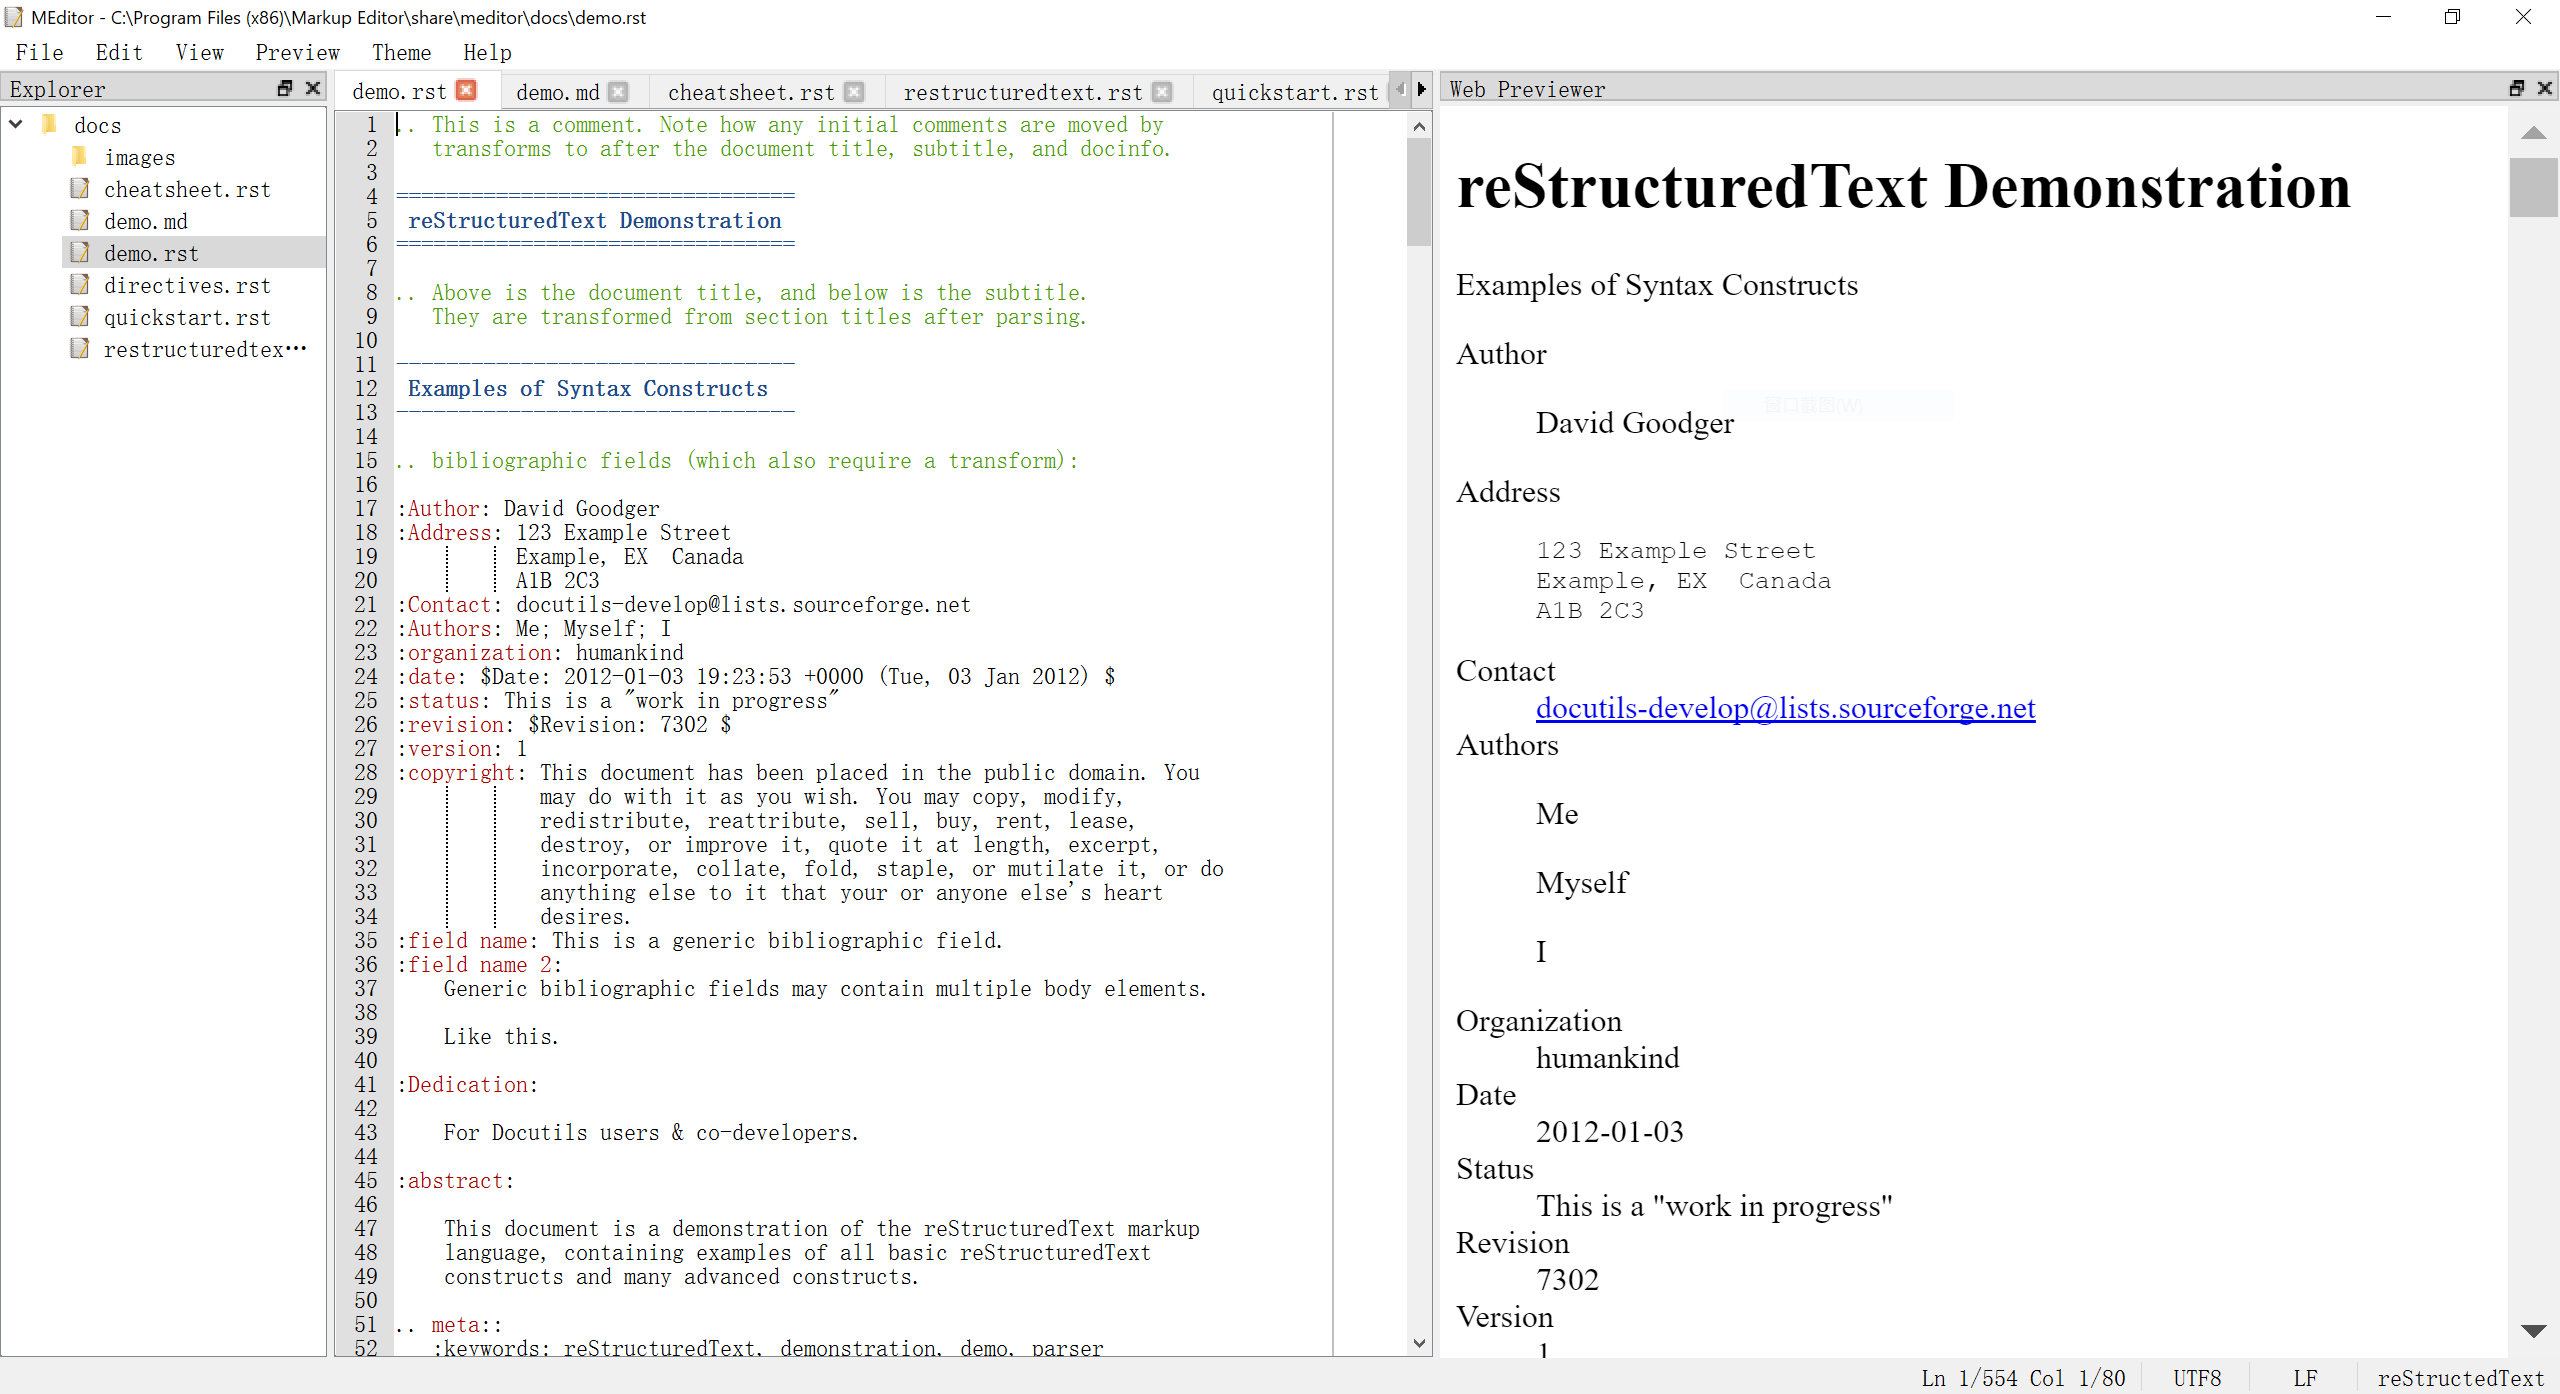 MEditor - C:\Program Files (x86)\Markup Editor\share\meditor\docs\demo.rst
File Edit View Preview Theme Help
Explorer
docs
images
cheatsheet.rst
demo.md
demo.rst
directives.rst
quickstart.rst
restructuredtex…
demo.rst demo.md cheatsheet.rst restructuredtext.rst quickstart.rst
1 .. This is a comment. Note how any initial comments are moved by
2 transforms to after the document title, subtitle, and docinfo.
3
4 ================================
5 reStructuredText Demonstration
6 ================================
7
8 .. Above is the document title, and below is the subtitle.
9 They are transformed from section titles after parsing.
10
11 --------------------------------
12 Examples of Syntax Constructs
13 --------------------------------
14
15 .. bibliographic fields (which also require a transform):
16
17 :Author: David Goodger
18 :Address: 123 Example Street
19 Example, EX  Canada
20 A1B 2C3
21 :Contact: docutils-develop@lists.sourceforge.net
22 :Authors: Me; Myself; I
23 :organization: humankind
24 :date: $Date: 2012-01-03 19:23:53 +0000 (Tue, 03 Jan 2012) $
25 :status: This is a "work in progress"
26 :revision: $Revision: 7302 $
27 :version: 1
28 :copyright: This document has been placed in the public domain. You
29 may do with it as you wish. You may copy, modify,
30 redistribute, reattribute, sell, buy, rent, lease,
31 destroy, or improve it, quote it at length, excerpt,
32 incorporate, collate, fold, staple, or mutilate it, or do
33 anything else to it that your or anyone else's heart
34 desires.
35 :field name: This is a generic bibliographic field.
36 :field name 2:
37 Generic bibliographic fields may contain multiple body elements.
38
39 Like this.
40
41 :Dedication:
42
43 For Docutils users & co-developers.
44
45 :abstract:
46
47 This document is a demonstration of the reStructuredText markup
48 language, containing examples of all basic reStructuredText
49 constructs and many advanced constructs.
50
51 .. meta::
52 :keywords: reStructuredText, demonstration, demo, parser
Web Previewer
reStructuredText Demonstration
Examples of Syntax Constructs
Author
David Goodger
Address
123 Example Street
Example, EX  Canada
A1B 2C3
Contact
docutils-develop@lists.sourceforge.net
Authors
Me
Myself
I
Organization
humankind
Date
2012-01-03
Status
This is a "work in progress"
Revision
7302
Version
1
Ln 1/554 Col 1/80 UTF8 LF reStructedText